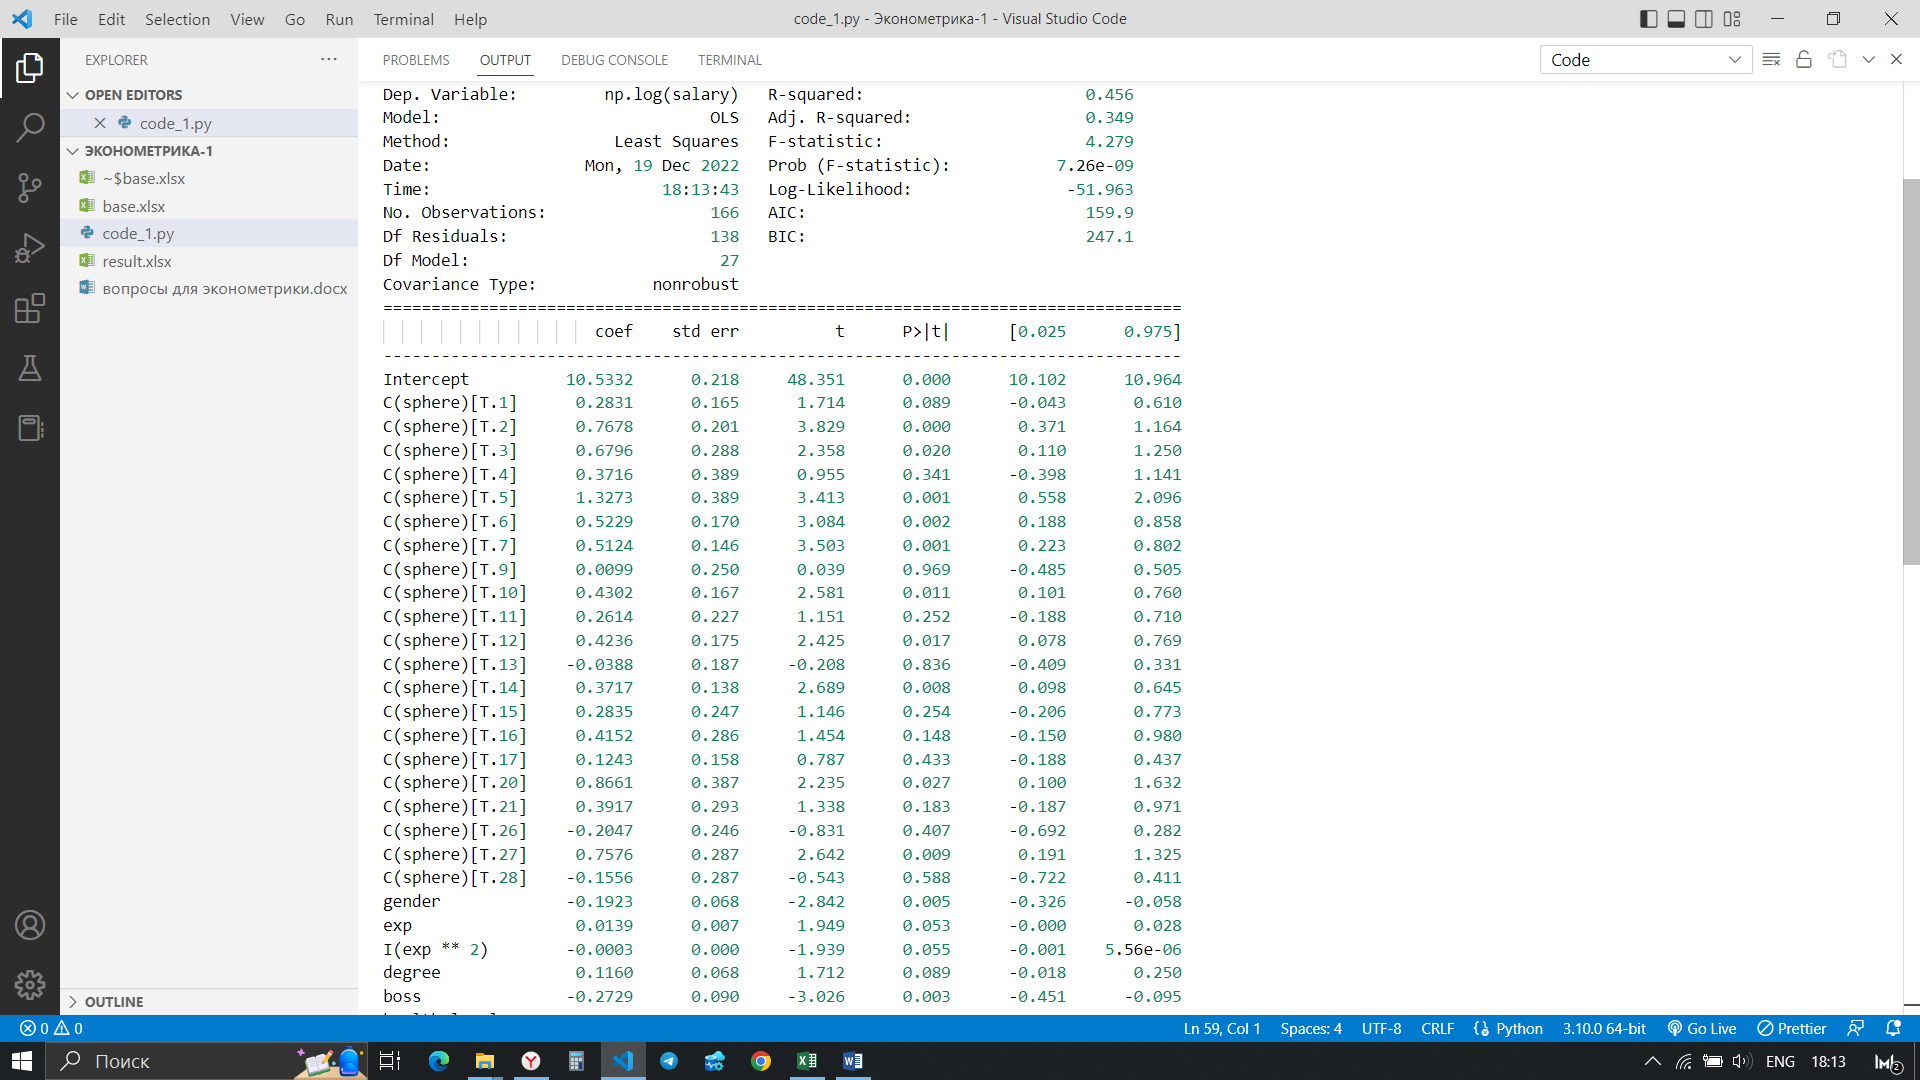 File Edit Selection View Go Run Terminal Help code_1.py - Эконометрика-1 - Visual Studio Code
EXPLORER
OPEN EDITORS
code_1.py
ЭКОНОМЕТРИКА-1
~$base.xlsx
base.xlsx
code_1.py
result.xlsx
вопросы для эконометрики.docx
OUTLINE
PROBLEMS OUTPUT DEBUG CONSOLE TERMINAL Code
Dep. Variable: np.log(salary) R-squared: 0.456
Model: OLS Adj. R-squared: 0.349
Method: Least Squares F-statistic: 4.279
Date: Mon, 19 Dec 2022 Prob (F-statistic): 7.26e-09
Time: 18:13:43 Log-Likelihood: -51.963
No. Observations: 166 AIC: 159.9
Df Residuals: 138 BIC: 247.1
Df Model: 27
Covariance Type: nonrobust
===================================================================================
coef std err t P>|t| [0.025 0.975]
-----------------------------------------------------------------------------------
Intercept 10.5332 0.218 48.351 0.000 10.102 10.964
C(sphere)[T.1] 0.2831 0.165 1.714 0.089 -0.043 0.610
C(sphere)[T.2] 0.7678 0.201 3.829 0.000 0.371 1.164
C(sphere)[T.3] 0.6796 0.288 2.358 0.020 0.110 1.250
C(sphere)[T.4] 0.3716 0.389 0.955 0.341 -0.398 1.141
C(sphere)[T.5] 1.3273 0.389 3.413 0.001 0.558 2.096
C(sphere)[T.6] 0.5229 0.170 3.084 0.002 0.188 0.858
C(sphere)[T.7] 0.5124 0.146 3.503 0.001 0.223 0.802
C(sphere)[T.9] 0.0099 0.250 0.039 0.969 -0.485 0.505
C(sphere)[T.10] 0.4302 0.167 2.581 0.011 0.101 0.760
C(sphere)[T.11] 0.2614 0.227 1.151 0.252 -0.188 0.710
C(sphere)[T.12] 0.4236 0.175 2.425 0.017 0.078 0.769
C(sphere)[T.13] -0.0388 0.187 -0.208 0.836 -0.409 0.331
C(sphere)[T.14] 0.3717 0.138 2.689 0.008 0.098 0.645
C(sphere)[T.15] 0.2835 0.247 1.146 0.254 -0.206 0.773
C(sphere)[T.16] 0.4152 0.286 1.454 0.148 -0.150 0.980
C(sphere)[T.17] 0.1243 0.158 0.787 0.433 -0.188 0.437
C(sphere)[T.20] 0.8661 0.387 2.235 0.027 0.100 1.632
C(sphere)[T.21] 0.3917 0.293 1.338 0.183 -0.187 0.971
C(sphere)[T.26] -0.2047 0.246 -0.831 0.407 -0.692 0.282
C(sphere)[T.27] 0.7576 0.287 2.642 0.009 0.191 1.325
C(sphere)[T.28] -0.1556 0.287 -0.543 0.588 -0.722 0.411
gender -0.1923 0.068 -2.842 0.005 -0.326 -0.058
exp 0.0139 0.007 1.949 0.053 -0.000 0.028
I(exp ** 2) -0.0003 0.000 -1.939 0.055 -0.001 5.56e-06
degree 0.1160 0.068 1.712 0.089 -0.018 0.250
boss -0.2729 0.090 -3.026 0.003 -0.451 -0.095
0 0 Ln 59, Col 1 Spaces: 4 UTF-8 CRLF Python 3.10.0 64-bit Go Live Prettier
Поиск ENG 18:13